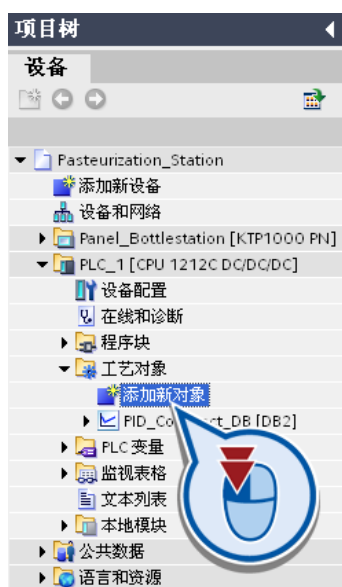 项目树
设备
Pasteurization_Station
添加新设备
设备和网络
Panel_Bottlestation [KTP1000 PN]
PLC_1 [CPU 1212C DC/DC/DC]
设备配置
在线和诊断
程序块
工艺对象
添加新对象
[DB2]
PLC 变量
监视表格
文本列表
本地模块
公共数据
语言和资源